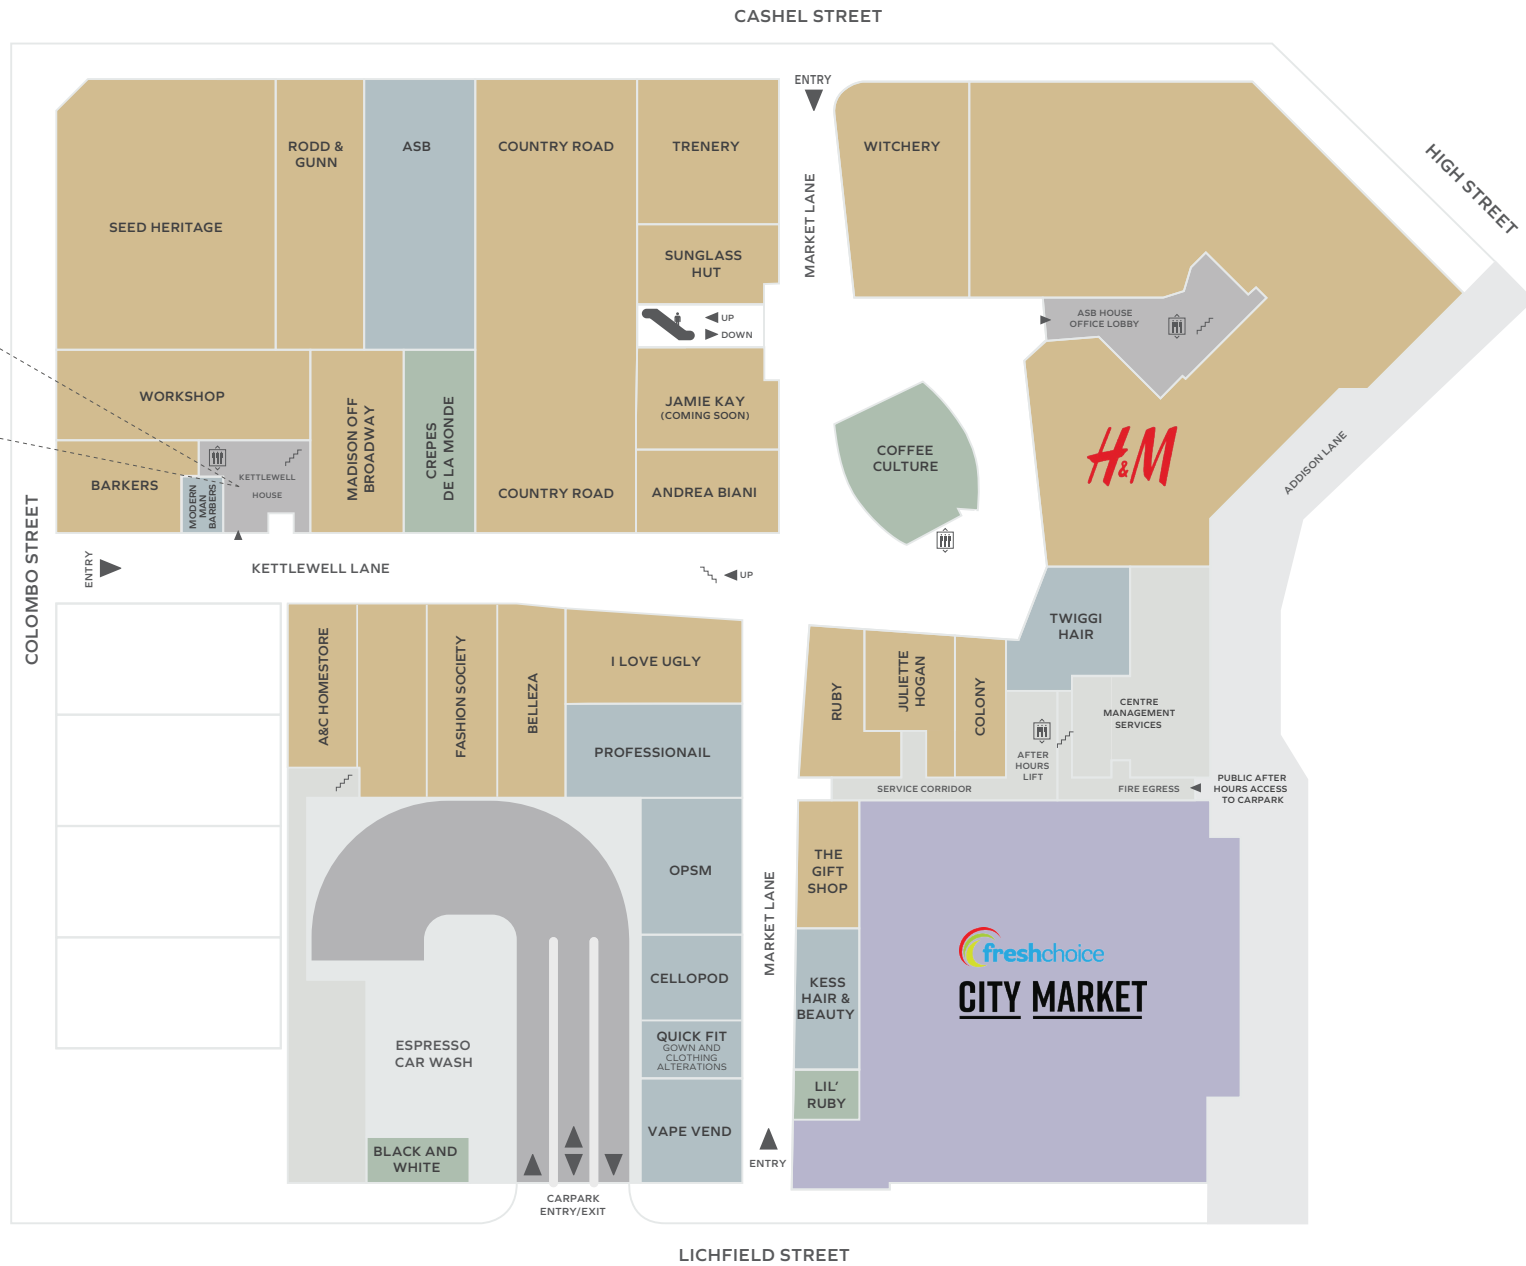 CASHEL STREET
ENTRY
HIGH STREET
RODD &
GUNN
ASB
COUNTRY ROAD
TRENERY
WITCHERY
MARKET LANE
SEED HERITAGE
SUNGLASS
HUT
UP
DOWN
ASB HOUSE
OFFICE LOBBY
WORKSHOP
MADISON OFF
BROADWAY
CREPES
DE LA MONDE
JAMIE KAY
(COMING SOON)
COFFEE
CULTURE
H&M
ADDISON LANE
BARKERS
MODERN
MAN
BARBERS
KETTLEWELL
HOUSE
COUNTRY ROAD
ANDREA BIANI
COLOMBO STREET
ENTRY
KETTLEWELL LANE
UP
A&C HOMESTORE
FASHION SOCIETY
BELLEZA
I LOVE UGLY
PROFESSIONAIL
RUBY
JULIETTE
HOGAN
COLONY
TWIGGI
HAIR
CENTRE
MANAGEMENT
SERVICES
AFTER
HOURS
LIFT
SERVICE CORRIDOR
FIRE EGRESS
PUBLIC AFTER
HOURS ACCESS
TO CARPARK
OPSM
MARKET LANE
THE
GIFT
SHOP
freshchoice
CITY MARKET
CELLOPOD
KESS
HAIR &
BEAUTY
QUICK FIT
GOWN AND
CLOTHING
ALTERATIONS
ESPRESSO
CAR WASH
LIL’
RUBY
VAPE VEND
BLACK AND
WHITE
ENTRY
CARPARK
ENTRY/EXIT
LICHFIELD STREET